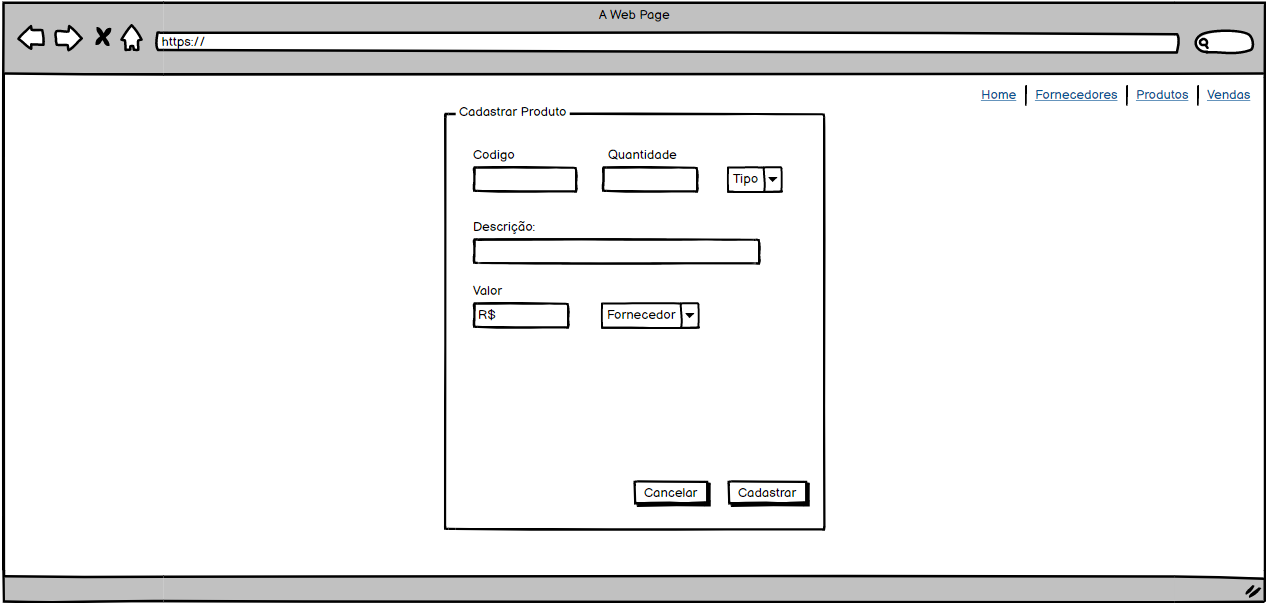 A Web Page
https://
Home Fornecedores Produtos Vendas
Cadastrar Produto
Codigo Quantidade
Tipo
Descrição:
Valor
R$ Fornecedor
Cancelar Cadastrar